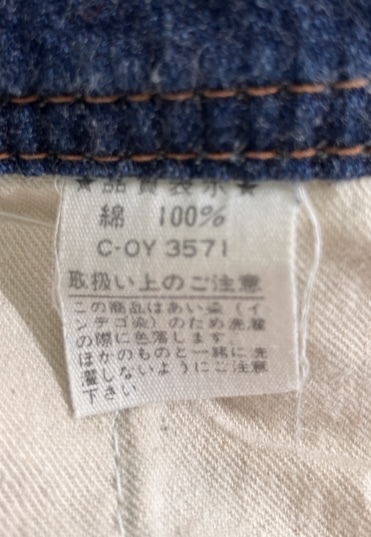 ★品質表示★
綿 100%
C-OY 3571
取扱い上のご注意
この商品はあい染(イ
ンヂゴ染)のため洗濯
の際に色落します。
ほかのものと一緒に洗
濯しないようにご注意
下さい